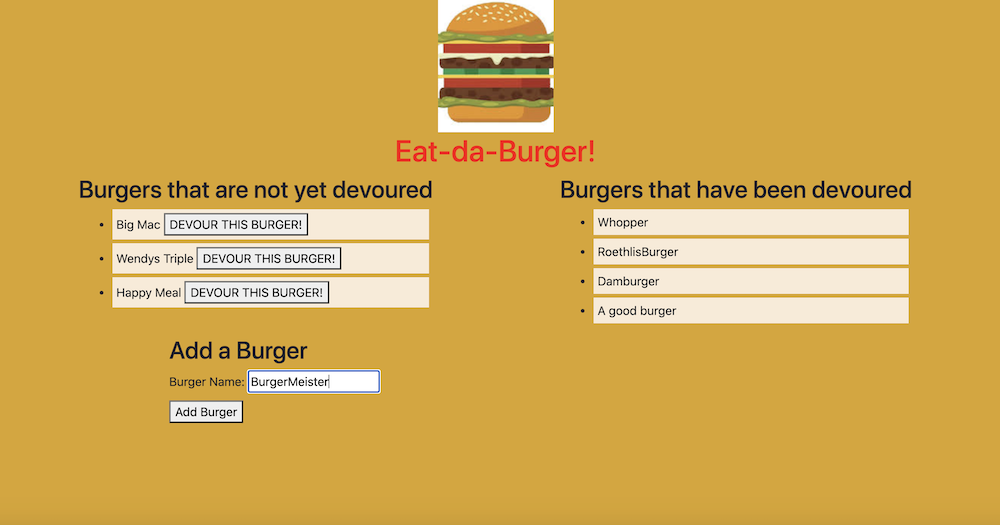 Eat-da-Burger!
Burgers that are not yet devoured
Big Mac DEVOUR THIS BURGER!
Wendys Triple DEVOUR THIS BURGER!
Happy Meal DEVOUR THIS BURGER!
Burgers that have been devoured
Whopper
RoethlisBurger
Damburger
A good burger
Add a Burger
Burger Name: BurgerMeister
Add Burger